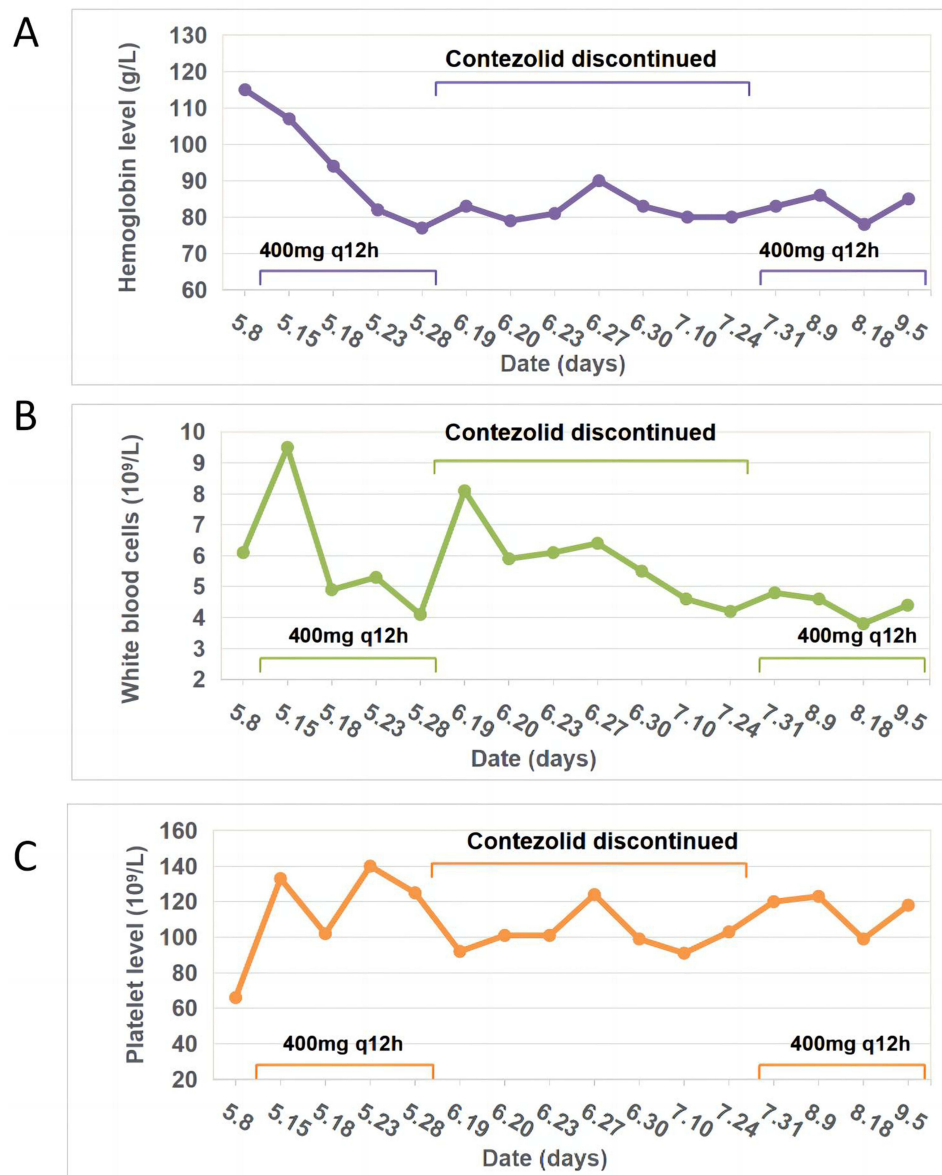 A
Hemoglobin level (g/L)
130
120
110
100
90
80
70
60
Contezolid discontinued
400mg q12h
400mg q12h
5.8 5.15 5.18 5.23 5.28 6.19 6.20 6.23 6.27 6.30 7.10 7.24 7.31 8.9 8.18 9.5
Date (days)
B
White blood cells (10⁹/L)
10
9
8
7
6
5
4
3
2
Contezolid discontinued
400mg q12h
400mg q12h
5.8 5.15 5.18 5.23 5.28 6.19 6.20 6.23 6.27 6.30 7.10 7.24 7.31 8.9 8.18 9.5
Date (days)
C
Platelet level (10⁹/L)
160
140
120
100
80
60
40
20
Contezolid discontinued
400mg q12h
400mg q12h
5.8 5.15 5.18 5.23 5.28 6.19 6.20 6.23 6.27 6.30 7.10 7.24 7.31 8.9 8.18 9.5
Date (days)